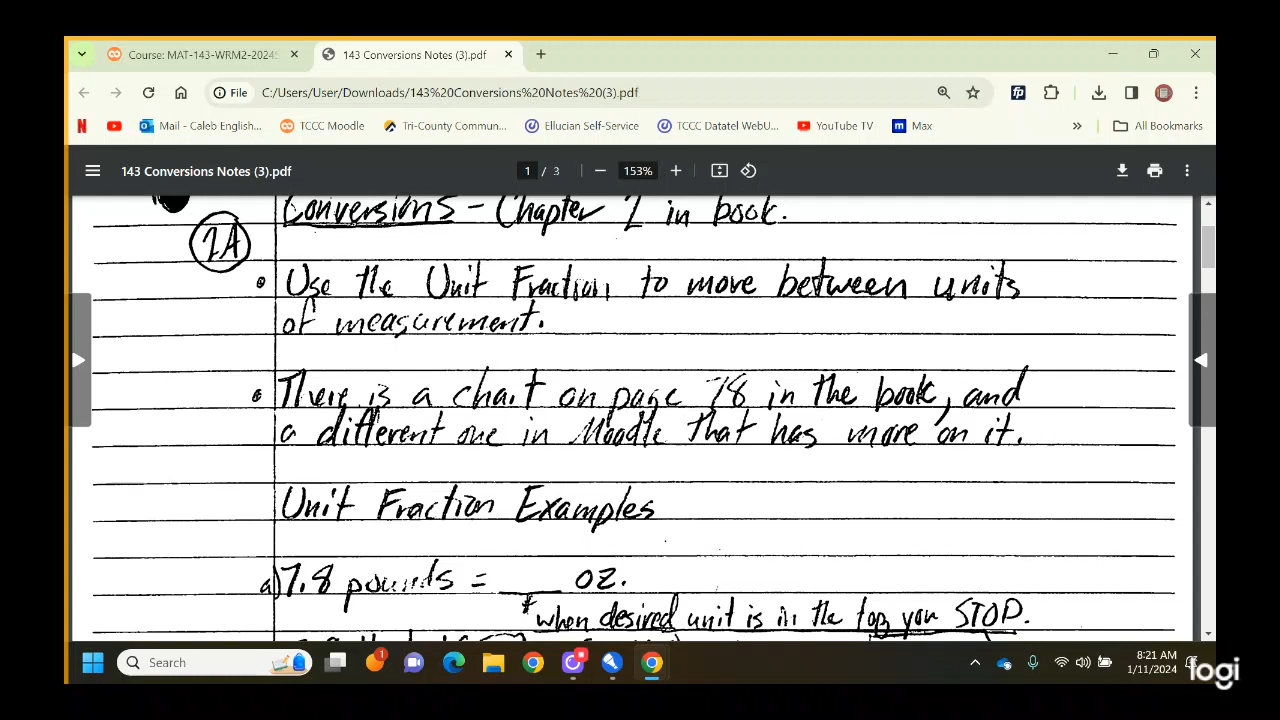 Course: MAT-143-WRM2-2024S
143 Conversions Notes (3).pdf
File
C:/Users/User/Downloads/143%20Conversions%20Notes%20(3).pdf
Mail - Caleb English...
TCCC Moodle
Tri-County Commun...
Ellucian Self-Service
TCCC Datatel WebU...
YouTube TV
Max
All Bookmarks
143 Conversions Notes (3).pdf
1 / 3
153%
Conversions - Chapter 2 in book.
2A
• Use the Unit Fraction to move between units
of measurement.
• There is a chart on page 78 in the book, and
a different one in Moodle that has more on it.
Unit Fraction Examples
a) 7.8 pounds = ___ oz.
* when desired unit is in the top, you STOP.
Search
8:21 AM
1/11/2024
logi